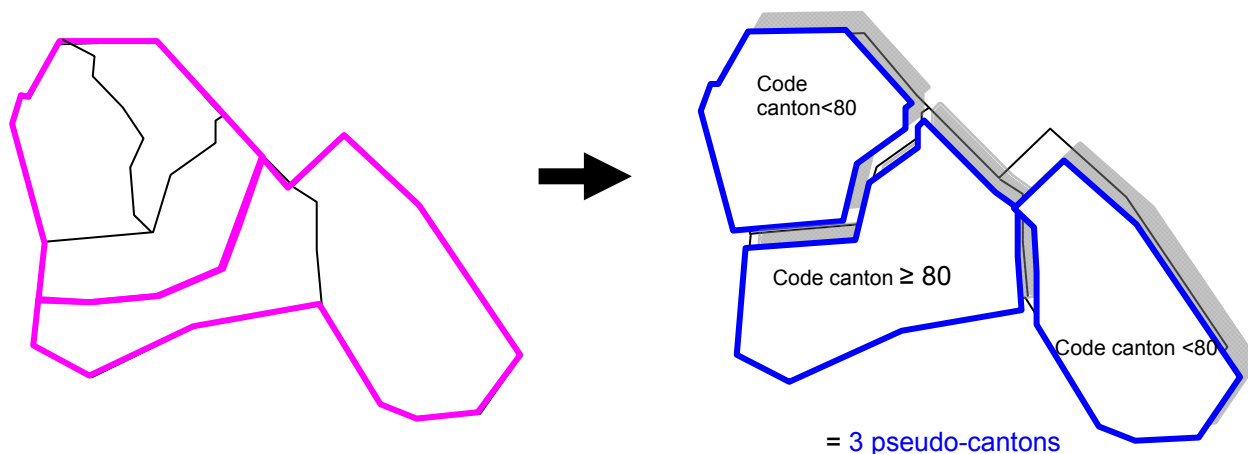 Code
canton<80
Code canton ≥ 80
Code canton <80
= 3 pseudo-cantons